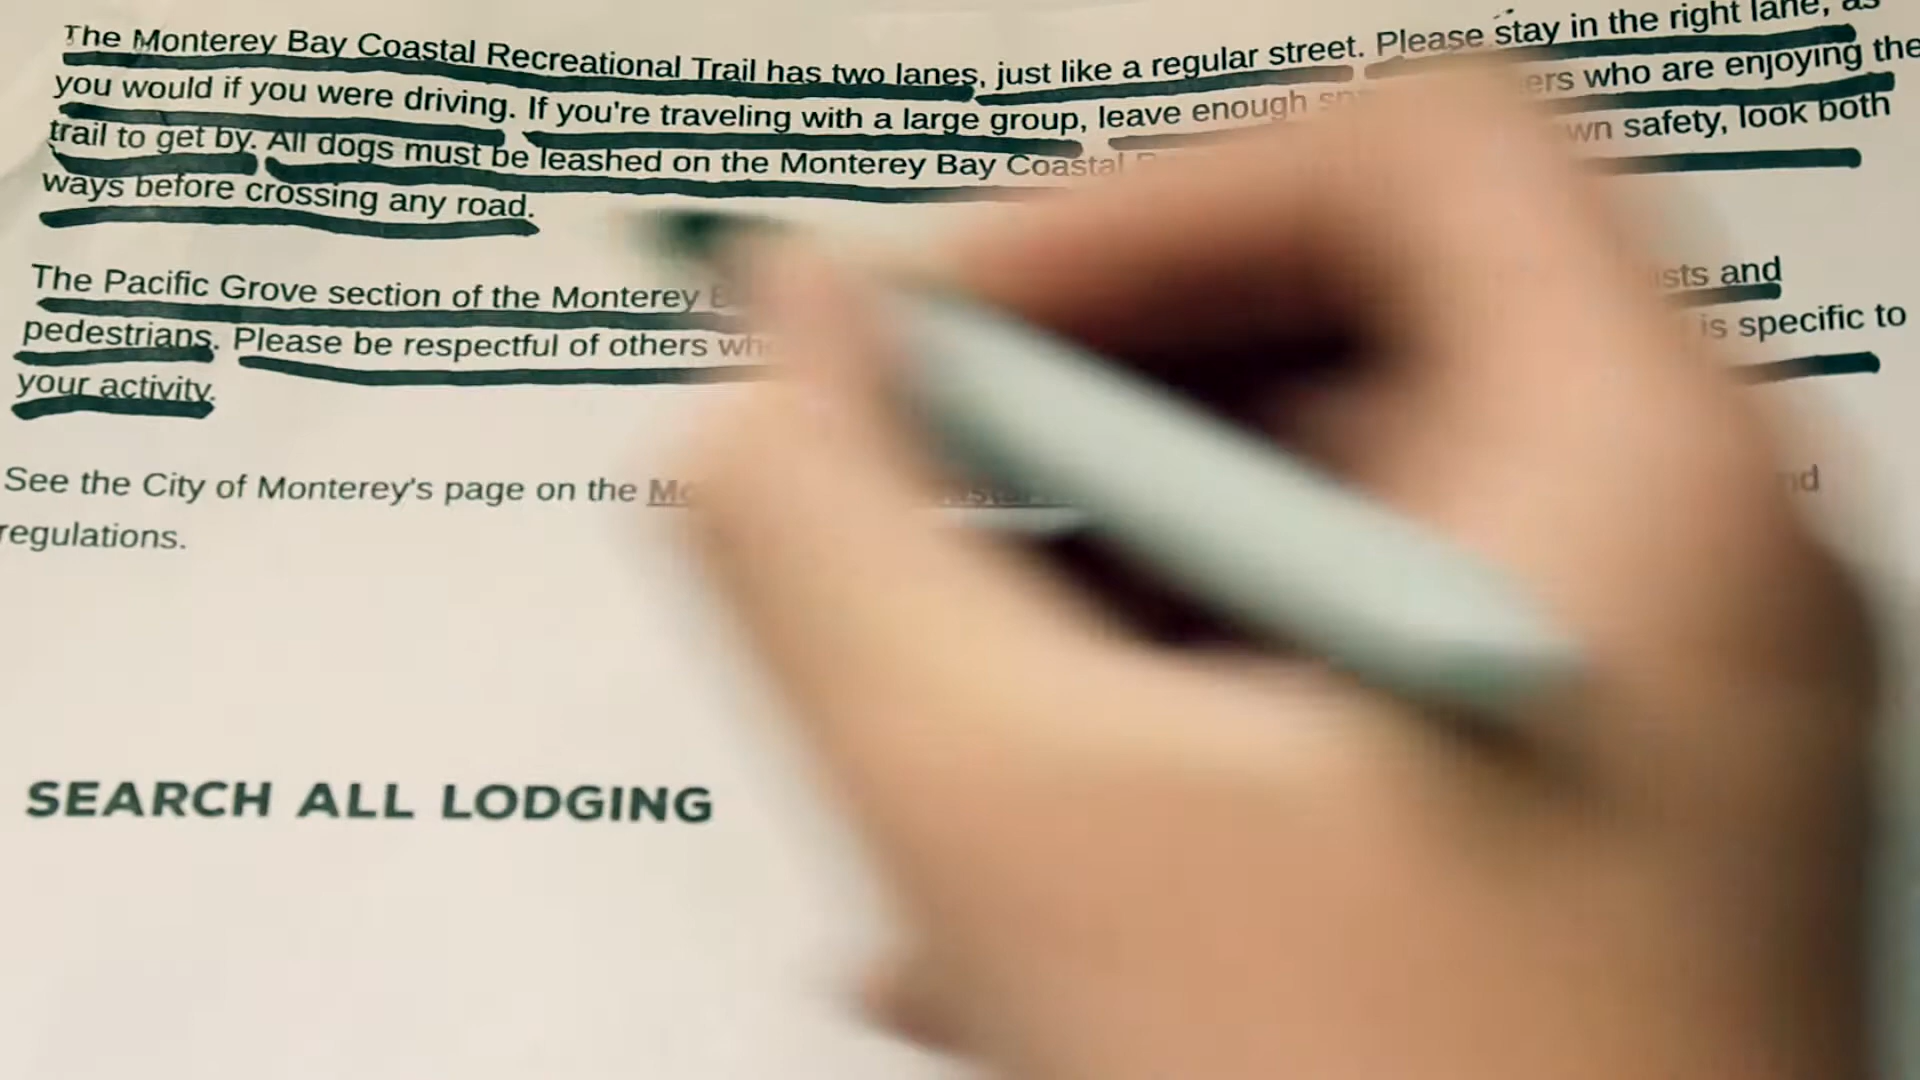 The Monterey Bay Coastal Recreational Trail has two lanes, just like a regular street. Please stay in the right lane, as
you would if you were driving. If you're traveling with a large group, leave enough who are enjoying the
trail to get by. All dogs must be leashed on the Monterey Bay Coastal safety, look both
ways before crossing any road.
The Pacific Grove section of the Monterey and
pedestrians. Please be respectful of others is specific to
your activity.
See the City of Monterey's page on the
regulations.
SEARCH ALL LODGING